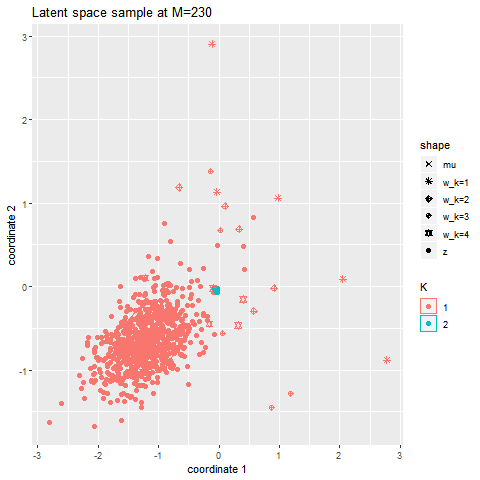 Latent space sample at M=230
3
2
1
0
-1
coordinate 2
-3
-2
-1
0
1
2
3
coordinate 1
shape
mu
w_k=1
w_k=2
w_k=3
w_k=4
z
K
1
2